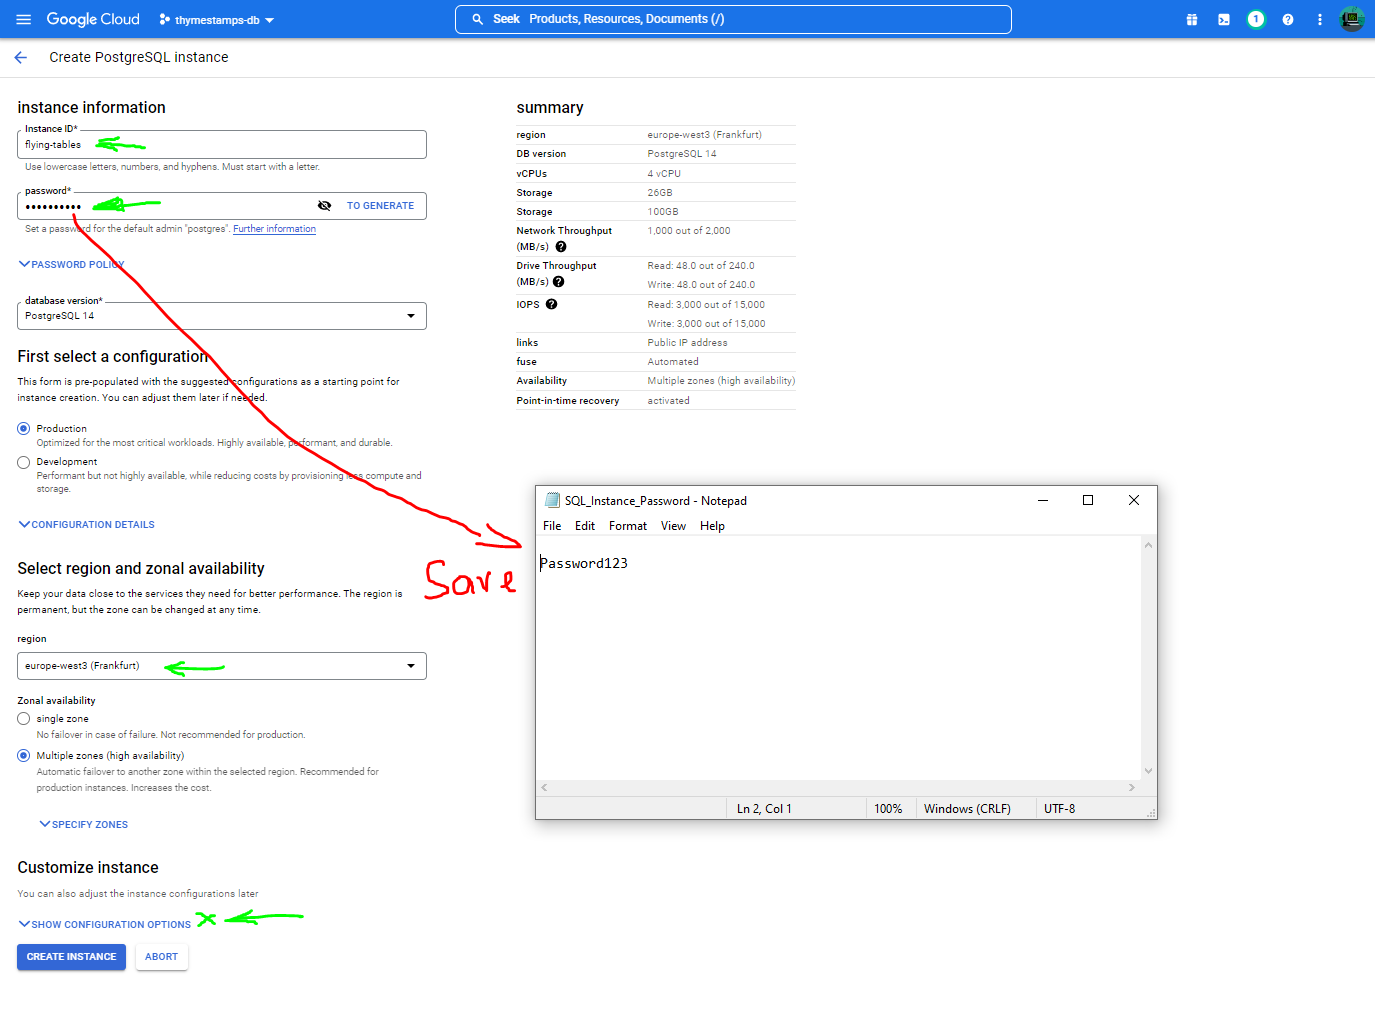 Google Cloud thymestamps-db Seek Products, Resources, Documents (/) 1
Create PostgreSQL instance
instance information
Instance ID*
flying-tables
Use lowercase letters, numbers, and hyphens. Must start with a letter.
password*
•••••••••• TO GENERATE
Set a password for the default admin "postgres". Further information
PASSWORD POLICY
database version*
PostgreSQL 14
First select a configuration
This form is pre-populated with the suggested configurations as a starting point for
instance creation. You can adjust them later if needed.
Production
Optimized for the most critical workloads. Highly available, performant, and durable.
Development
Performant but not highly available, while reducing costs by provisioning less compute and
storage.
CONFIGURATION DETAILS
Select region and zonal availability
Keep your data close to the services they need for better performance. The region is
permanent, but the zone can be changed at any time.
region
europe-west3 (Frankfurt)
Zonal availability
single zone
No failover in case of failure. Not recommended for production.
Multiple zones (high availability)
Automatic failover to another zone within the selected region. Recommended for
production instances. Increases the cost.
SPECIFY ZONES
Customize instance
You can also adjust the instance configurations later
SHOW CONFIGURATION OPTIONS
CREATE INSTANCE ABORT
summary
region europe-west3 (Frankfurt)
DB version PostgreSQL 14
vCPUs 4 vCPU
Storage 26GB
Storage 100GB
Network Throughput 1,000 out of 2,000
(MB/s)
Drive Throughput Read: 48.0 out of 240.0
(MB/s) Write: 48.0 out of 240.0
IOPS Read: 3,000 out of 15,000
Write: 3,000 out of 15,000
links Public IP address
fuse Automated
Availability Multiple zones (high availability)
Point-in-time recovery activated
Save
SQL_Instance_Password - Notepad
File Edit Format View Help
Password123
Ln 2, Col 1 100% Windows (CRLF) UTF-8